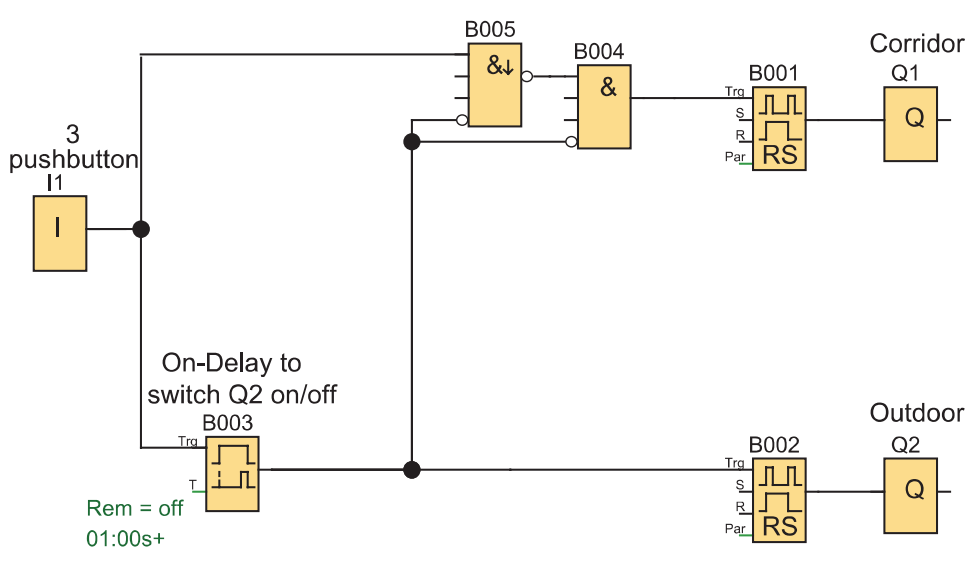 B005
&↓
B004
&
Corridor
B001
Q1
Trg
S
R
Par
RS
Q
3
pushbutton
I1
I
On-Delay to
switch Q2 on/off
B003
Trg
T
Rem = off
01:00s+
Outdoor
B002
Q2
Trg
S
R
Par
RS
Q